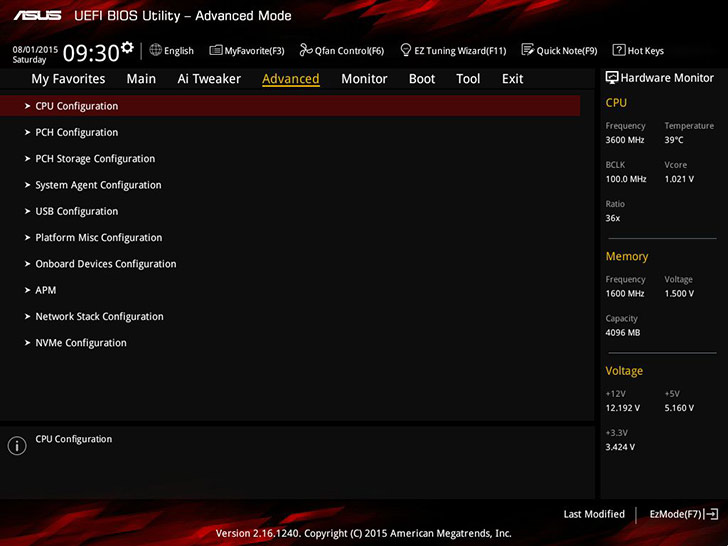 ASUS UEFI BIOS Utility – Advanced Mode
08/01/2015
Saturday
09:30
English
MyFavorite(F3)
Qfan Control(F6)
EZ Tuning Wizard(F11)
Quick Note(F9)
? Hot Keys
My Favorites
Main
Ai Tweaker
Advanced
Monitor
Boot
Tool
Exit
CPU Configuration
PCH Configuration
PCH Storage Configuration
System Agent Configuration
USB Configuration
Platform Misc Configuration
Onboard Devices Configuration
APM
Network Stack Configuration
NVMe Configuration
i
CPU Configuration
Hardware Monitor
CPU
Frequency Temperature
3600 MHz 39°C
BCLK Vcore
100.0 MHz 1.021 V
Ratio
36x
Memory
Frequency Voltage
1600 MHz 1.500 V
Capacity
4096 MB
Voltage
+12V +5V
12.192 V 5.160 V
+3.3V
3.424 V
Last Modified
EzMode(F7)
Version 2.16.1240. Copyright (C) 2015 American Megatrends, Inc.